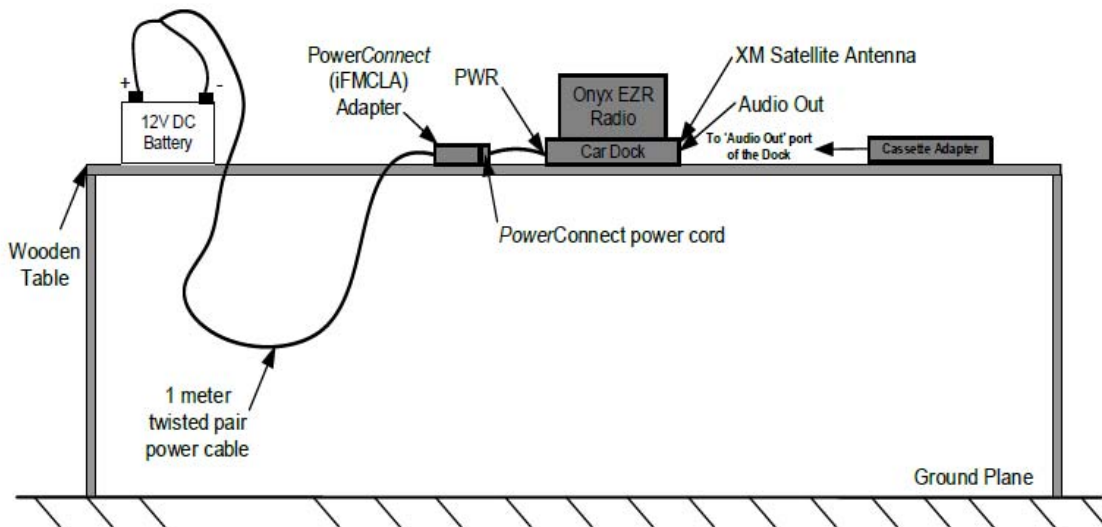 +
-
12V DC
Battery
PowerConnect
(iFMCLA)
Adapter
PWR
Onyx EZR
Radio
Car Dock
XM Satellite Antenna
Audio Out
To 'Audio Out' port
of the Dock
Cassette Adapter
PowerConnect power cord
Wooden
Table
1 meter
twisted pair
power cable
Ground Plane